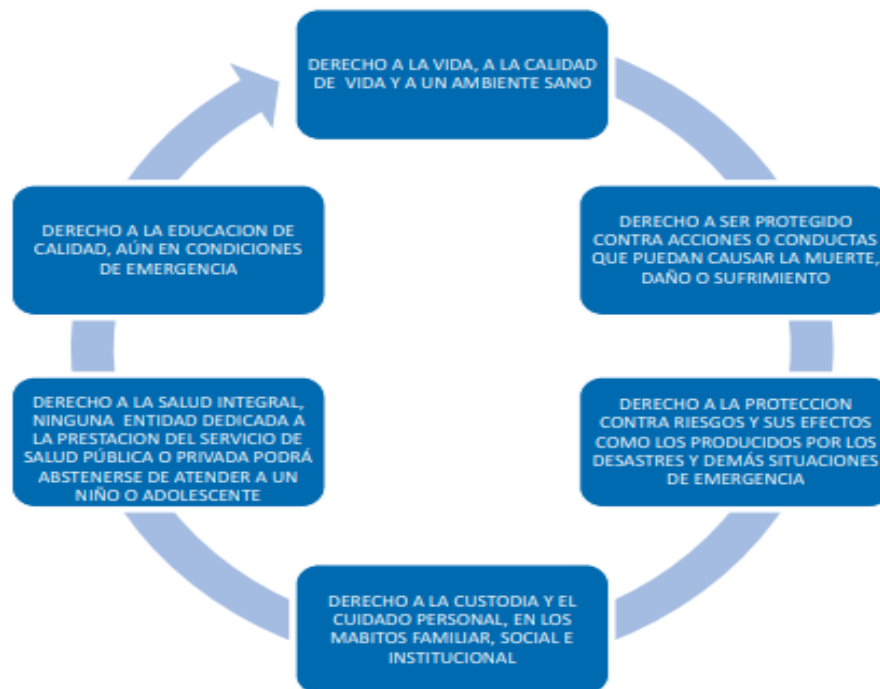 DERECHO A LA VIDA, A LA CALIDAD
DE VIDA Y A UN AMBIENTE SANO
DERECHO A SER PROTEGIDO
CONTRA ACCIONES O CONDUCTAS
QUE PUEDAN CAUSAR LA MUERTE,
DAÑO O SUFRIMIENTO
DERECHO A LA PROTECCION
CONTRA RIESGOS Y SUS EFECTOS
COMO LOS PRODUCIDOS POR LOS
DESASTRES Y DEMÁS SITUACIONES
DE EMERGENCIA
DERECHO A LA CUSTODIA Y EL
CUIDADO PERSONAL, EN LOS
MABITOS FAMILIAR, SOCIAL E
INSTITUCIONAL
DERECHO A LA SALUD INTEGRAL,
NINGUNA ENTIDAD DEDICADA A
LA PRESTACION DEL SERVICIO DE
SALUD PÚBLICA O PRIVADA PODRÁ
ABSTENERSE DE ATENDER A UN
NIÑO O ADOLESCENTE
DERECHO A LA EDUCACION DE
CALIDAD, AÚN EN CONDICIONES
DE EMERGENCIA